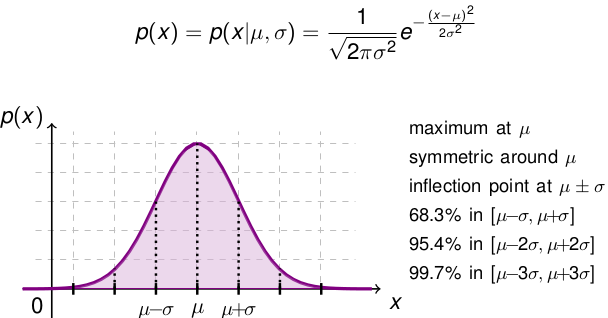 p(x) = p(x|μ, σ) = 1/√(2πσ²) e^(−(x−μ)²/(2σ²))
p(x)
maximum at μ
symmetric around μ
inflection point at μ ± σ
68.3% in [μ−σ, μ+σ]
95.4% in [μ−2σ, μ+2σ]
99.7% in [μ−3σ, μ+3σ]
0 μ−σ μ μ+σ x